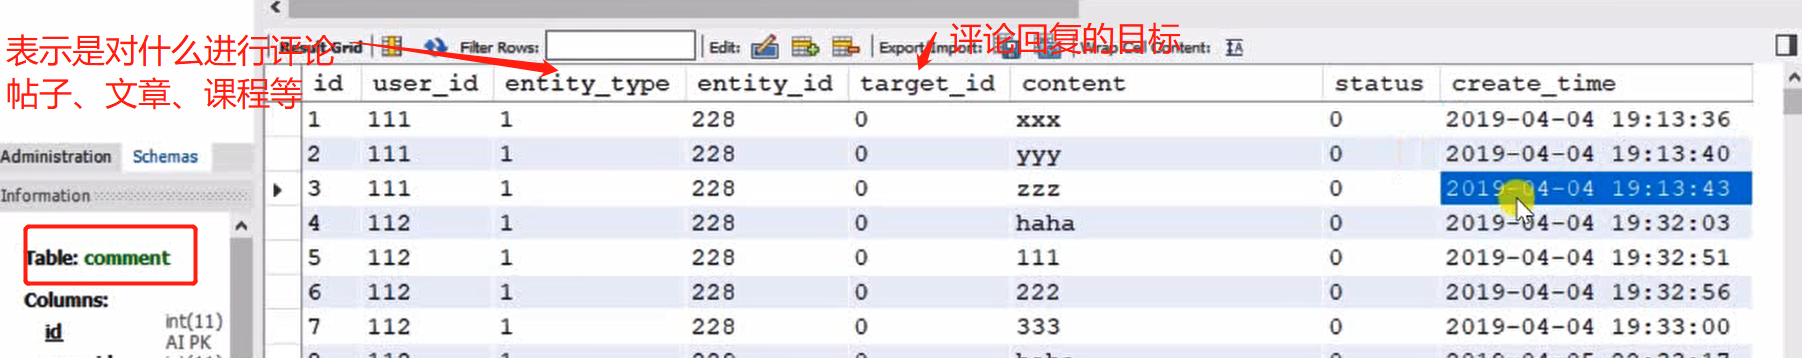 表示是对什么进行评论
帖子、文章、课程等
评论回复的目标
Result Grid Filter Rows: Edit: Export/Import: Wrap Cell Content:
id user_id entity_type entity_id target_id content status create_time
1 111 1 228 0 xxx 0 2019-04-04 19:13:36
2 111 1 228 0 yyy 0 2019-04-04 19:13:40
3 111 1 228 0 zzz 0 2019-04-04 19:13:43
4 112 1 228 0 haha 0 2019-04-04 19:32:03
5 112 1 228 0 111 0 2019-04-04 19:32:51
6 112 1 228 0 222 0 2019-04-04 19:32:56
7 112 1 228 0 333 0 2019-04-04 19:33:00
Administration Schemas
Information
Table: comment
Columns:
id int(11)
AI PK